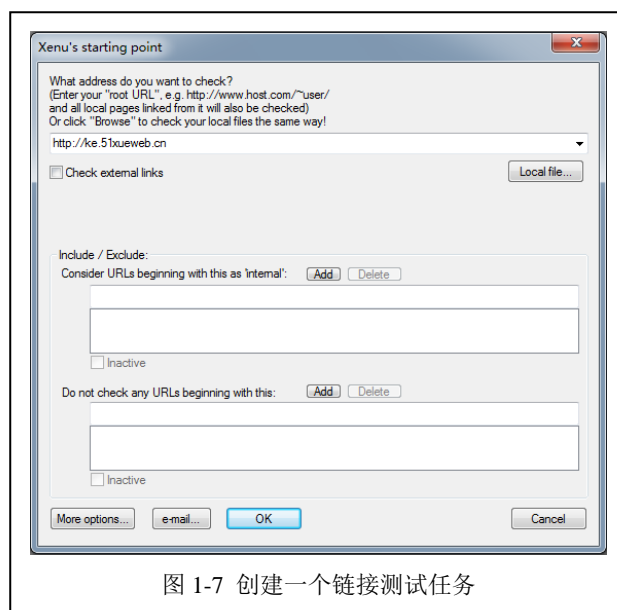 Xenu's starting point
What address do you want to check?
(Enter your "root URL", e.g. http://www.host.com/~user/
and all local pages linked from it will also be checked)
Or click "Browse" to check your local files the same way!
http://ke.51xueweb.cn
Check external links
Local file...
Include / Exclude:
Consider URLs beginning with this as 'internal':
Add
Delete
Inactive
Do not check any URLs beginning with this:
Add
Delete
Inactive
More options...
e-mail...
OK
Cancel
图 1-7 创建一个链接测试任务